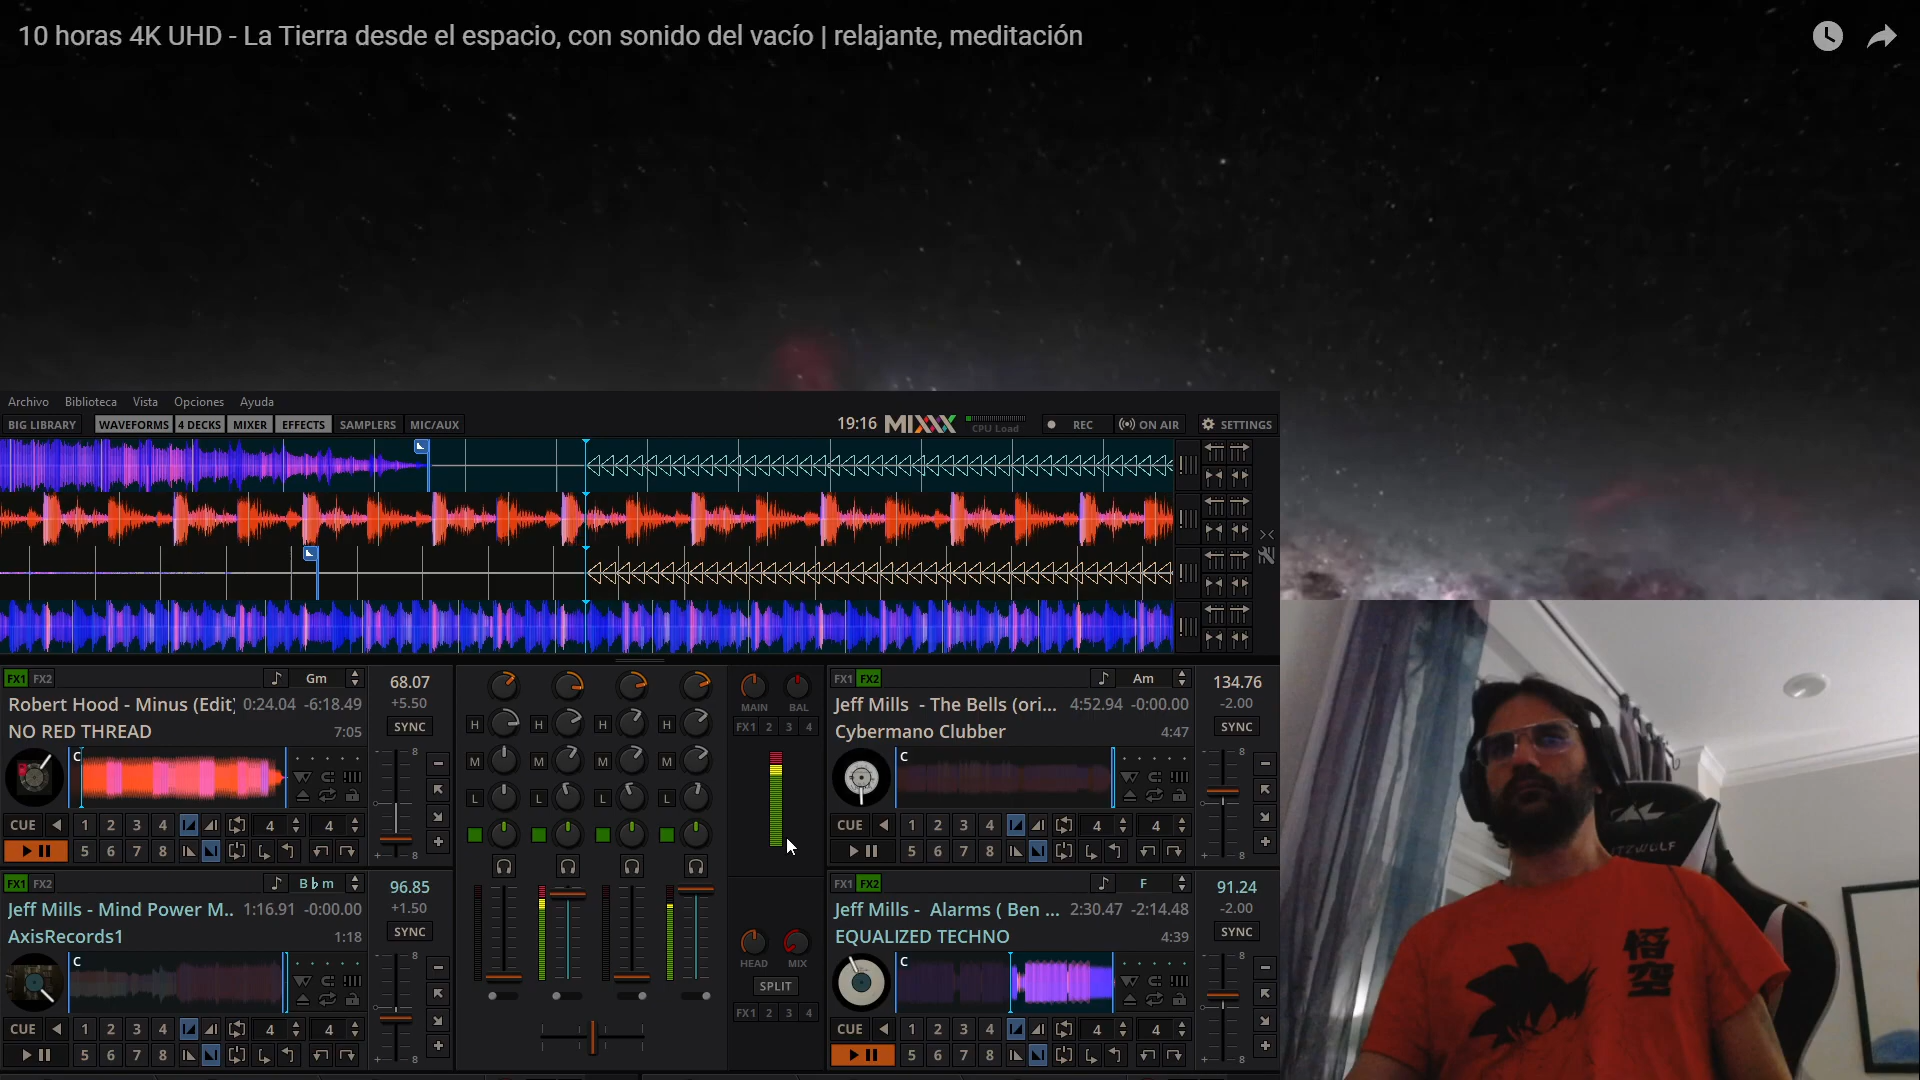 10 horas 4K UHD - La Tierra desde el espacio, con sonido del vacío | relajante, meditación
Archivo Biblioteca Vista Opciones Ayuda
BIG LIBRARY WAVEFORMS 4 DECKS MIXER EFFECTS SAMPLERS MIC/AUX 19:16 MIXXX CPU Load REC ON AIR SETTINGS
FX1 FX2 Gm 68.07
Robert Hood - Minus (Edit) 0:24.04 -6:18.49 +5.50
NO RED THREAD 7:05 SYNC
C 8
CUE 1 2 3 4 4 4
5 6 7 8 8
H H H H
M M M M
L L L L
MAIN BAL
FX1 2 3 4
FX1 FX2 Am 134.76
Jeff Mills - The Bells (ori... 4:52.94 -0:00.00 -2.00
Cybermano Clubber 4:47 SYNC
C 8
CUE 1 2 3 4 4 4
5 6 7 8 8
FX1 FX2 B♭m 96.85
Jeff Mills - Mind Power M.. 1:16.91 -0:00.00 +1.50
AxisRecords1 1:18 SYNC
C 8
CUE 1 2 3 4 4 4
5 6 7 8 8
HEAD MIX
SPLIT
FX1 2 3 4
FX1 FX2 F 91.24
Jeff Mills - Alarms ( Ben ... 2:30.47 -2:14.48 -2.00
EQUALIZED TECHNO 4:39 SYNC
C 8
CUE 1 2 3 4 4 4
5 6 7 8 8
悟空